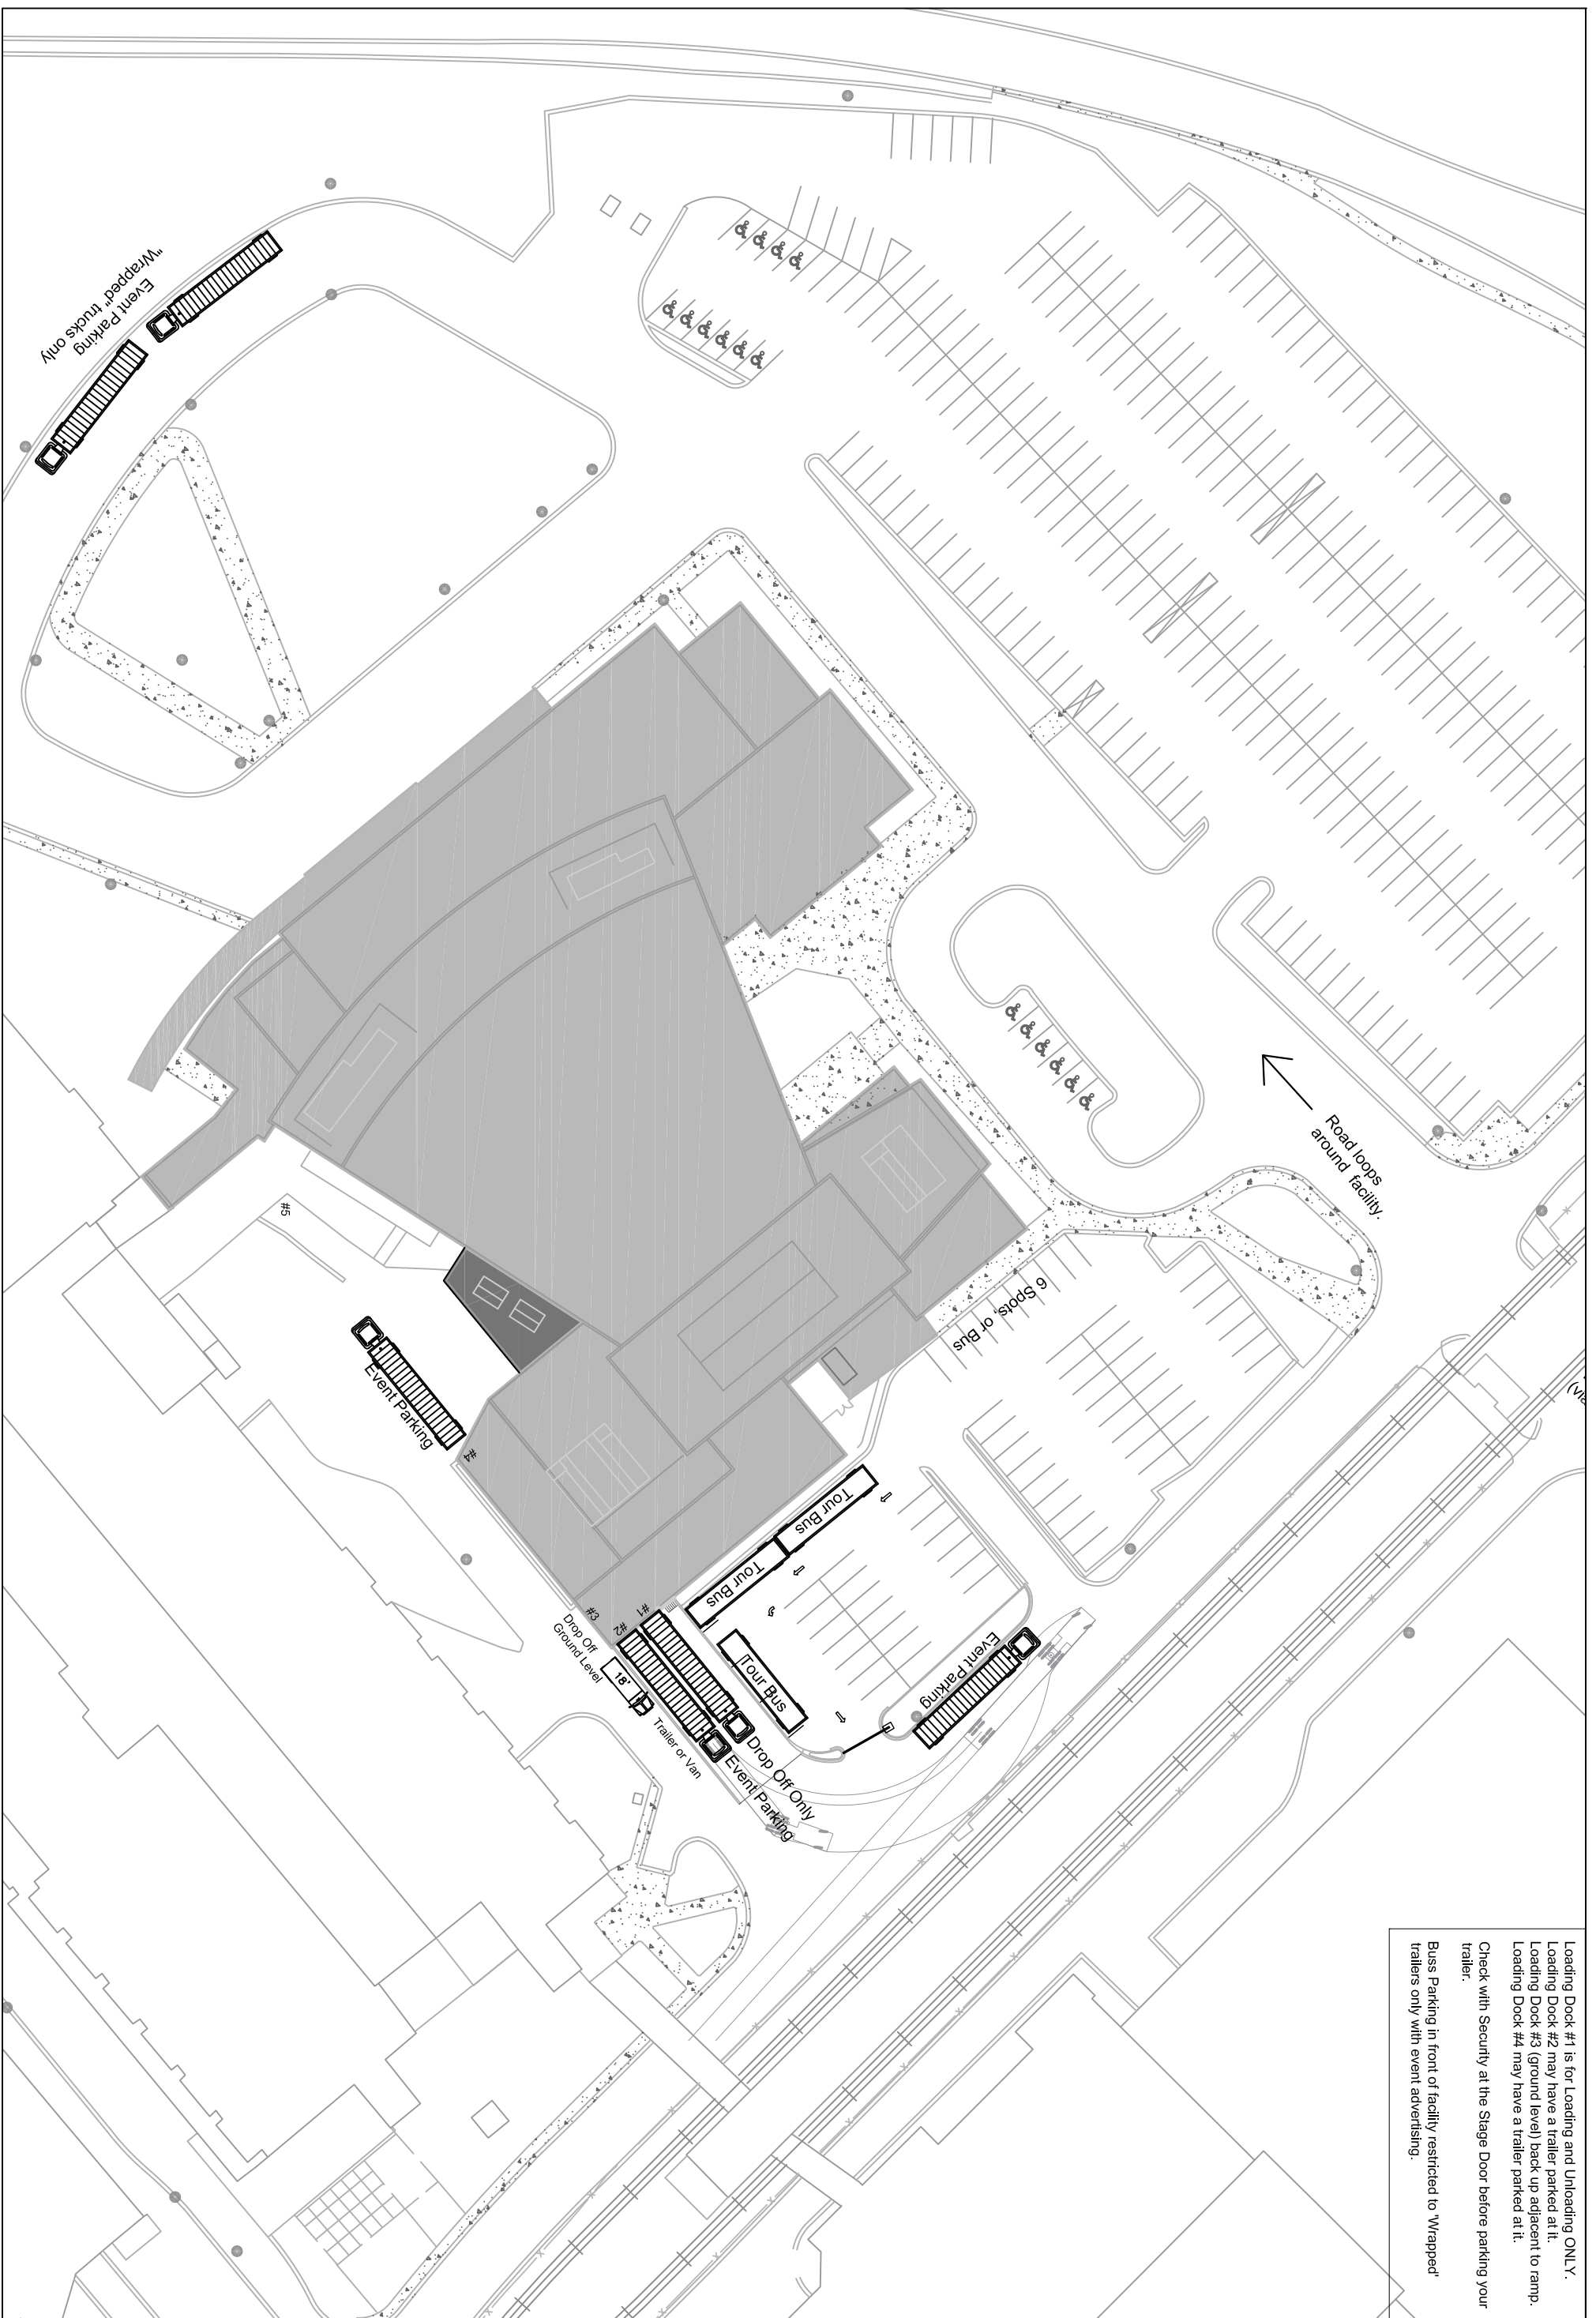 "Wrapped" trucks only
Event Parking
Road loops
around facility.
6 Spots, or Bus
#5
Event Parking
#4
Tour Bus
Tour Bus
Tour Bus
Event Parking
#1
#2
#3
Drop Off
Ground Level
18'
Trailer or Van
Drop Off Only
Event Parking
Loading Dock #1 is for Loading and Unloading ONLY.
Loading Dock #2 may have a trailer parked at it.
Loading Dock #3 (ground level) back up adjacent to ramp.
Loading Dock #4 may have a trailer parked at it.
Check with Security at the Stage Door before parking your
trailer.
Buss Parking in front of facility restricted to 'Wrapped'
trailers only with event advertising.